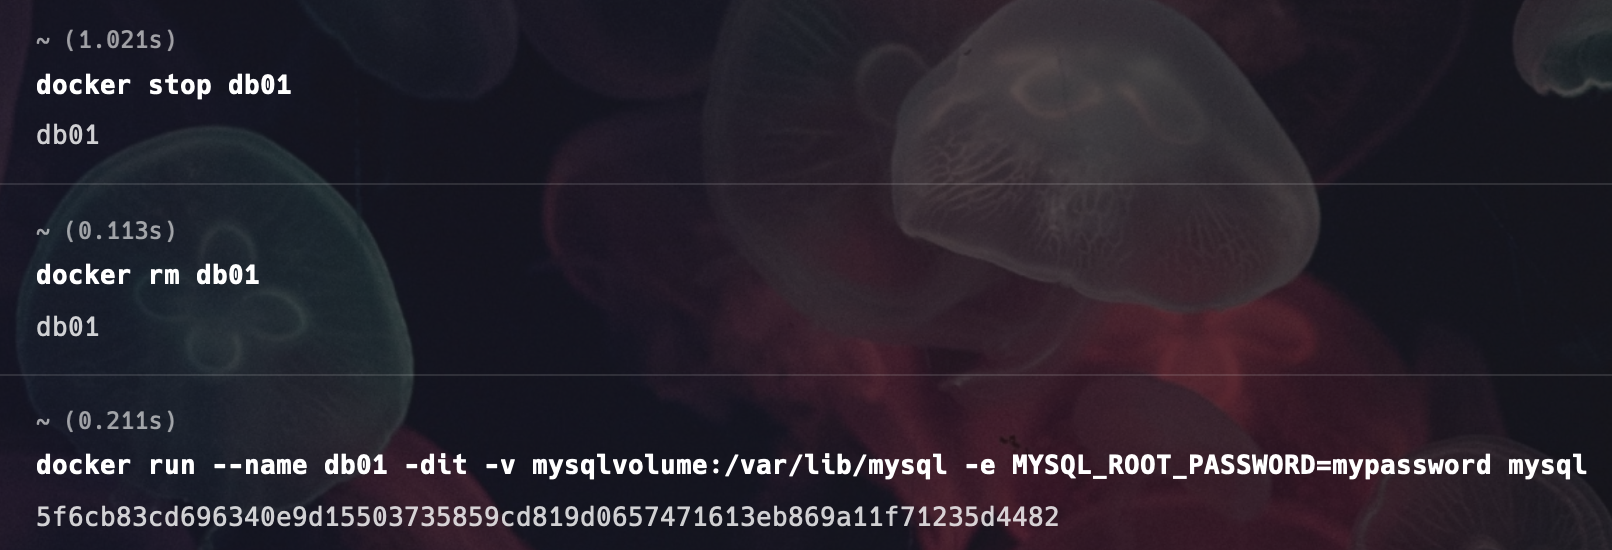 ~ (1.021s)
docker stop db01
db01
~ (0.113s)
docker rm db01
db01
~ (0.211s)
docker run --name db01 -dit -v mysqlvolume:/var/lib/mysql -e MYSQL_ROOT_PASSWORD=mypassword mysql
5f6cb83cd696340e9d15503735859cd819d0657471613eb869a11f71235d4482